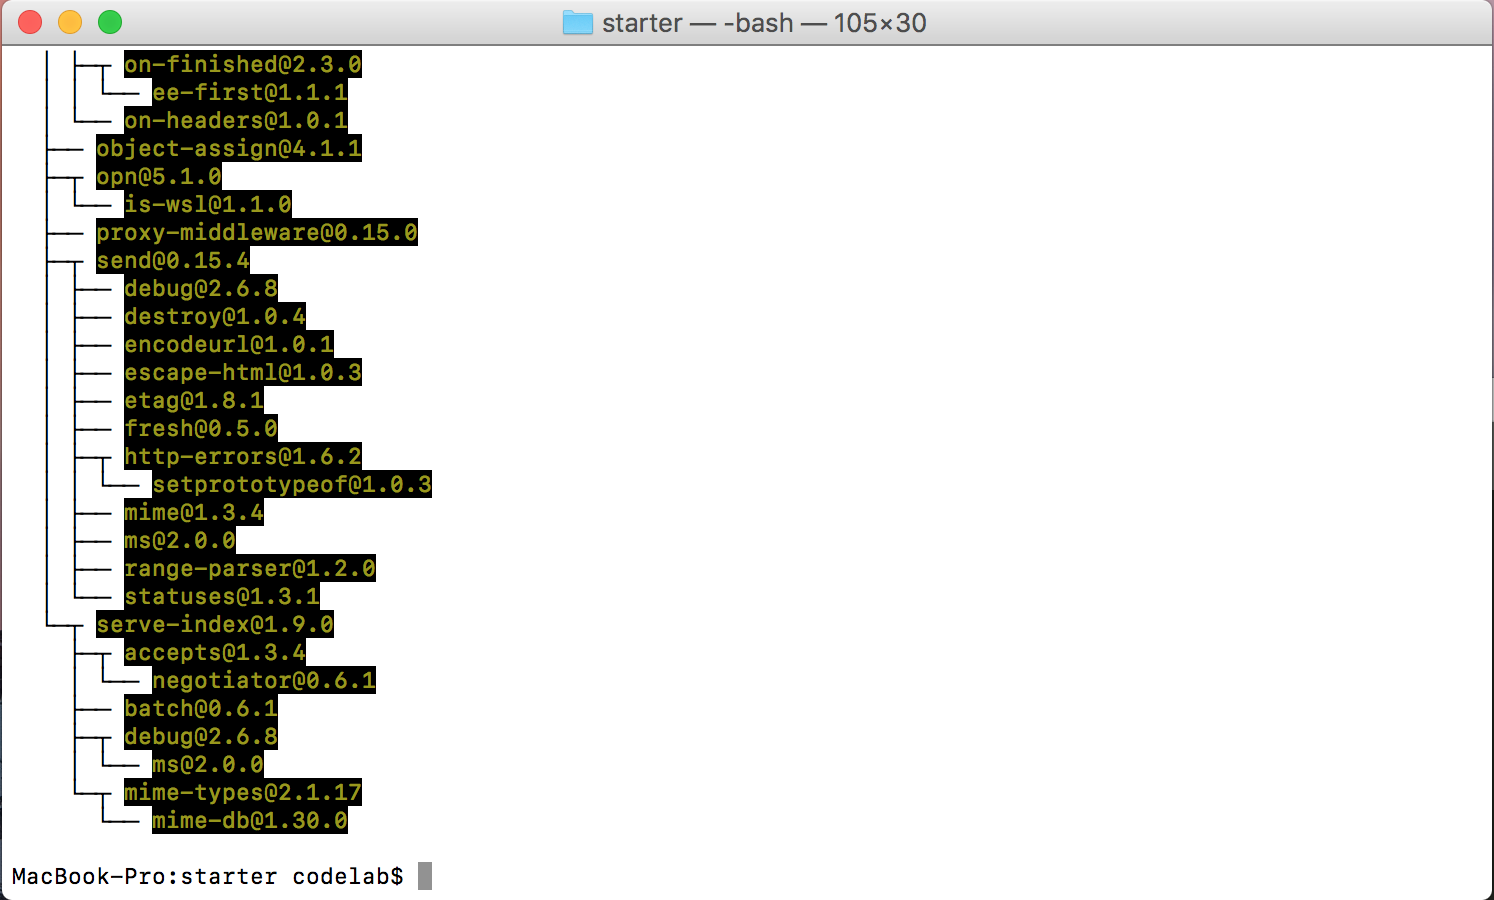 starter — -bash — 105×30
│ ├─┬ on-finished@2.3.0
│ │ └── ee-first@1.1.1
│ └── on-headers@1.0.1
├── object-assign@4.1.1
├─┬ opn@5.1.0
│ └── is-wsl@1.1.0
├── proxy-middleware@0.15.0
├─┬ send@0.15.4
│ ├── debug@2.6.8
│ ├── destroy@1.0.4
│ ├── encodeurl@1.0.1
│ ├── escape-html@1.0.3
│ ├── etag@1.8.1
│ ├── fresh@0.5.0
│ ├─┬ http-errors@1.6.2
│ │ └── setprototypeof@1.0.3
│ ├── mime@1.3.4
│ ├── ms@2.0.0
│ ├── range-parser@1.2.0
│ └── statuses@1.3.1
└─┬ serve-index@1.9.0
  ├─┬ accepts@1.3.4
  │ └── negotiator@0.6.1
  ├── batch@0.6.1
  ├─┬ debug@2.6.8
  │ └── ms@2.0.0
  └─┬ mime-types@2.1.17
    └── mime-db@1.30.0
MacBook-Pro:starter codelab$